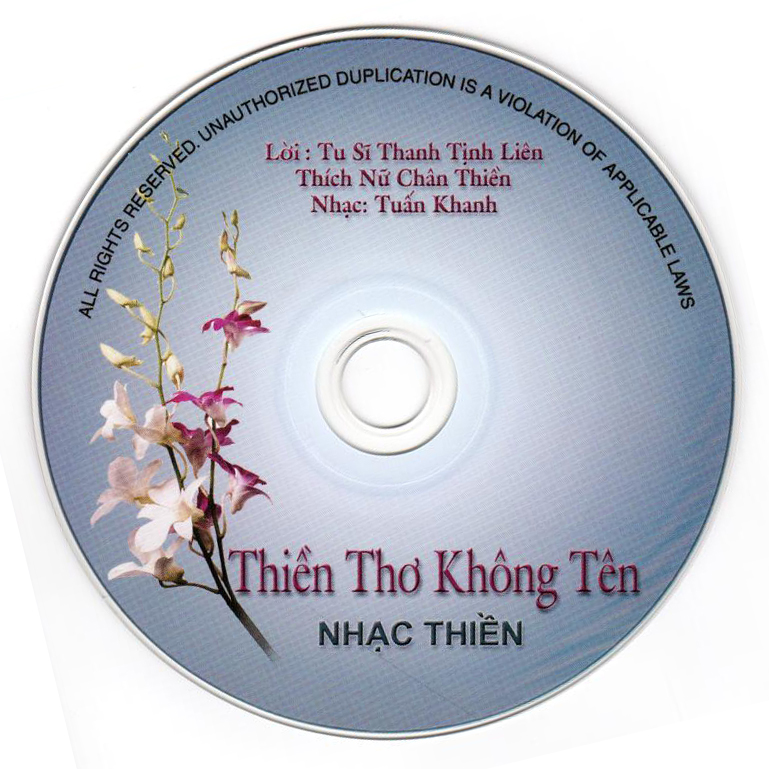 ALL RIGHTS RESERVED. UNAUTHORIZED DUPLICATION IS A VIOLATION OF APPLICABLE LAWS
Lời : Tu Sĩ Thanh Tịnh Liên
Thích Nữ Chân Thiền
Nhạc: Tuấn Khanh
Thiền Thơ Không Tên
NHẠC THIỀN